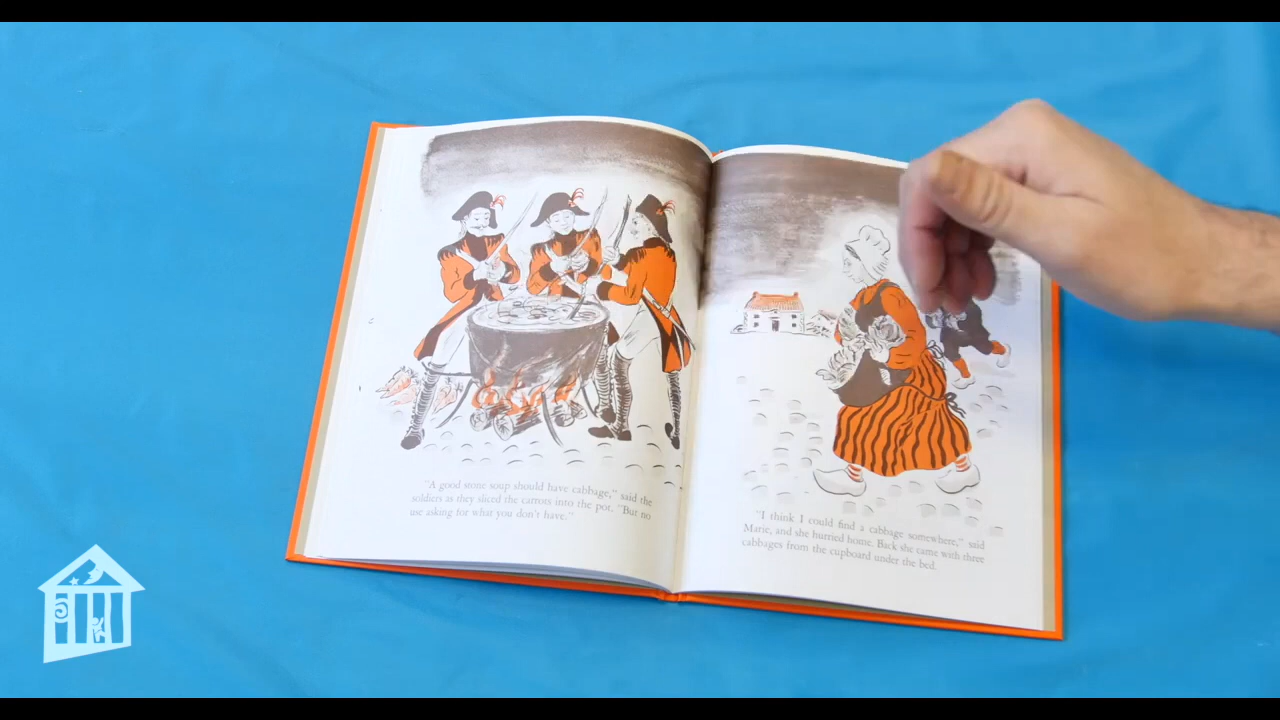 "A good stone soup should have cabbage," said the
soldiers as they sliced the carrots into the pot. "But no
use asking for what you don't have."
"I think I could find a cabbage somewhere," said
Marie, and she hurried home. Back she came with three
cabbages from the cupboard under the bed.